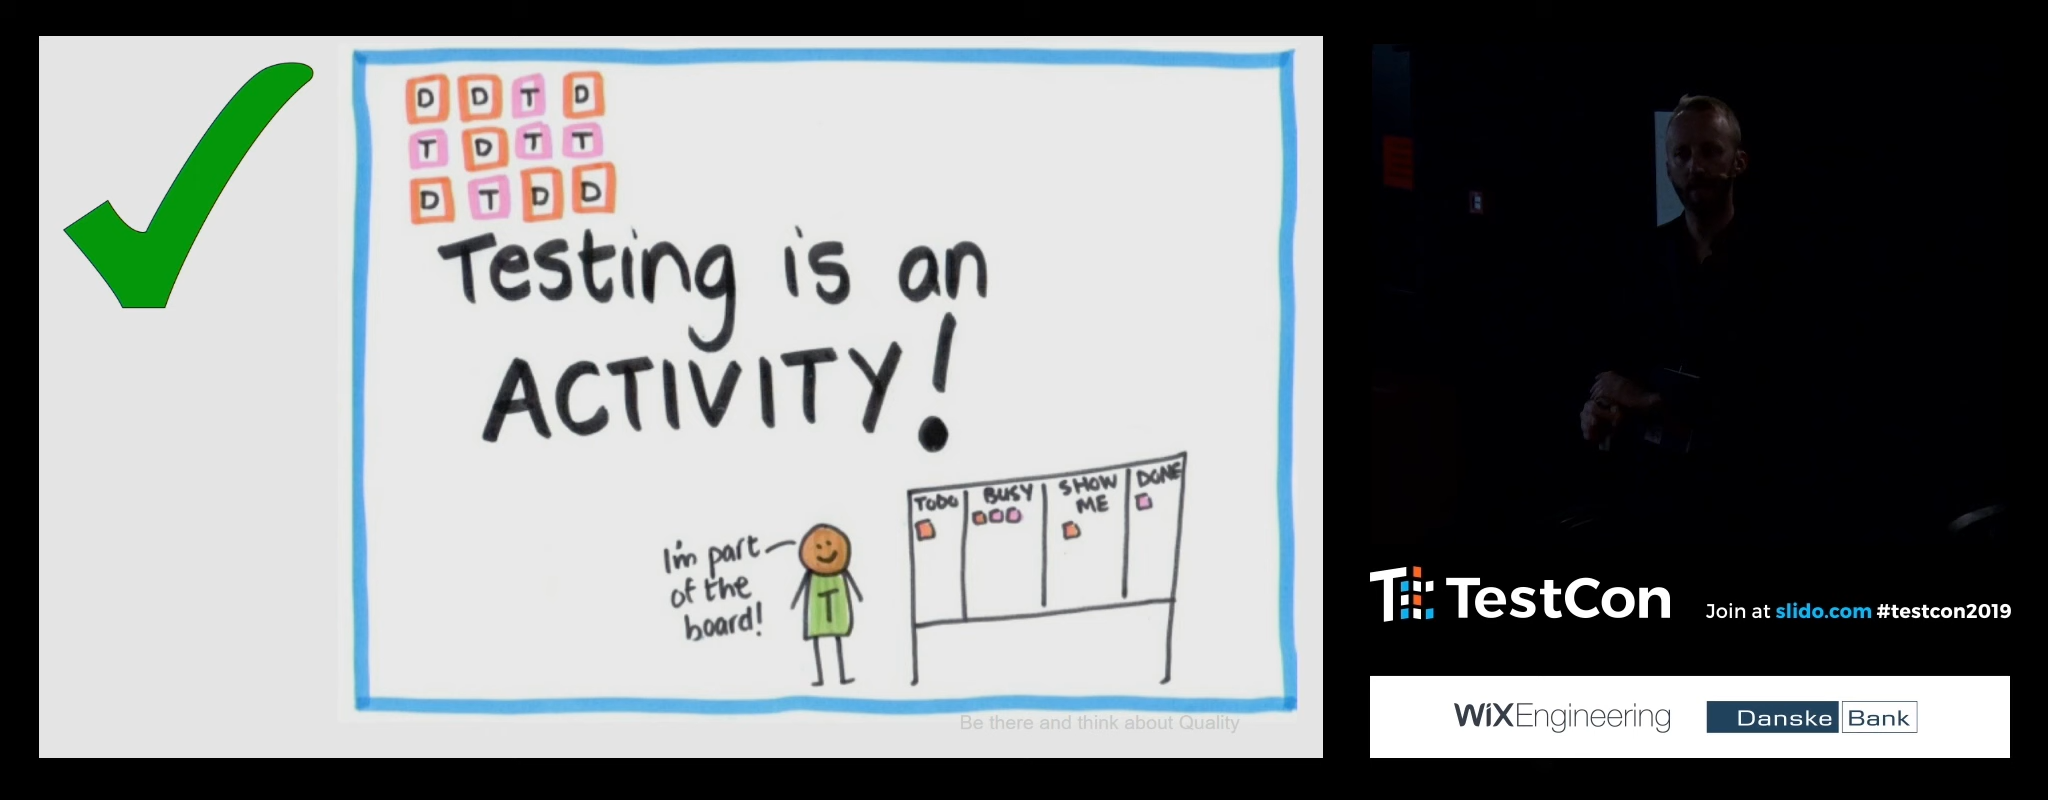 D D T D
T D T T
D T D D
Testing is an
ACTIVITY!
TODO BUSY SHOW ME DONE
I'm part
of the
board!
T
Be there and think about Quality
TestCon
Join at slido.com #testcon2019
WiXEngineering
Danske Bank